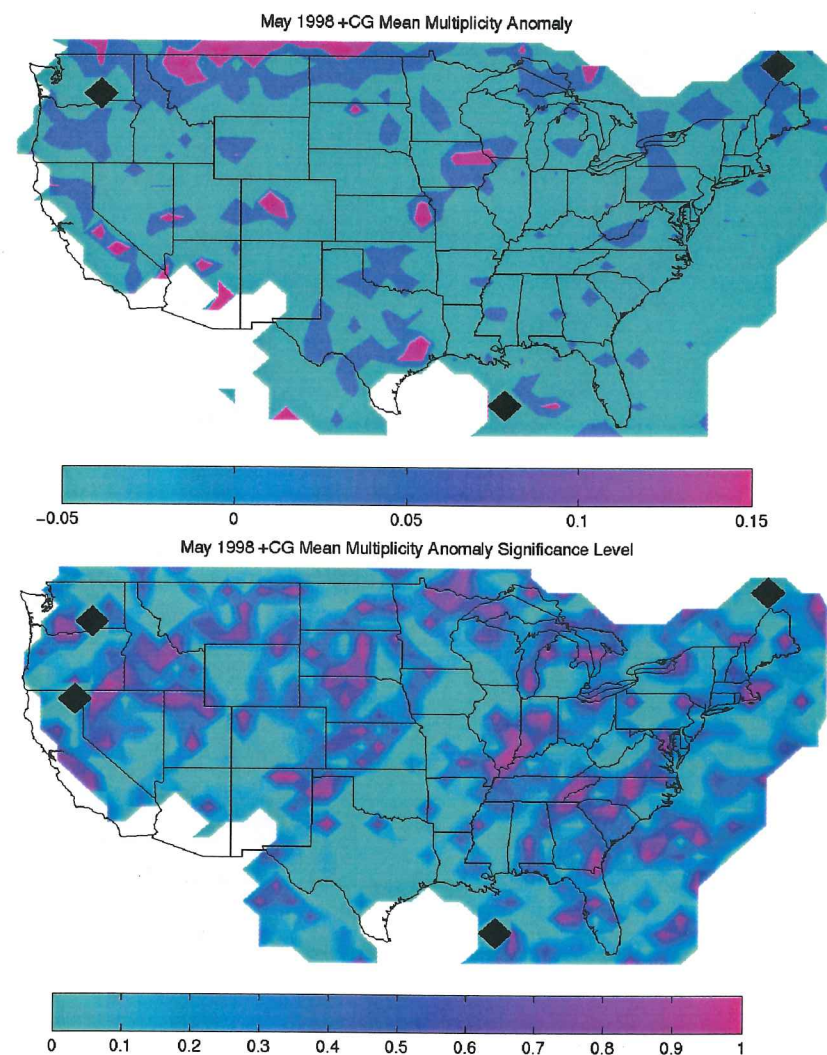 May 1998 +CG Mean Multiplicity Anomaly
−0.05 0 0.05 0.1 0.15
May 1998 +CG Mean Multiplicity Anomaly Significance Level
0 0.1 0.2 0.3 0.4 0.5 0.6 0.7 0.8 0.9 1